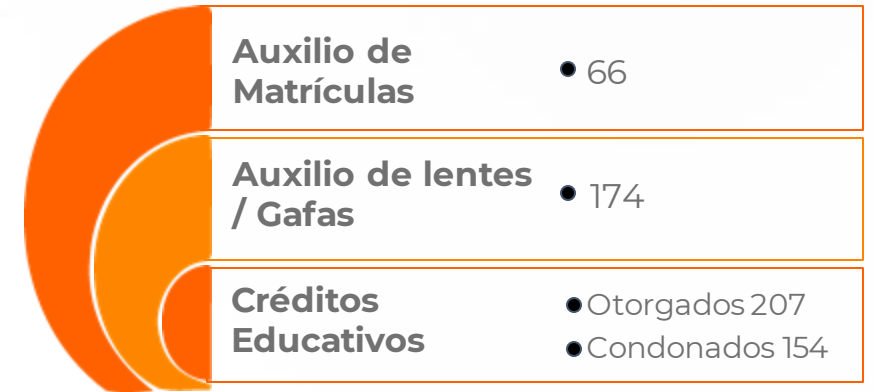 Auxilio de
Matrículas
• 66
Auxilio de lentes
/ Gafas
• 174
Créditos
Educativos
• Otorgados 207
• Condonados 154